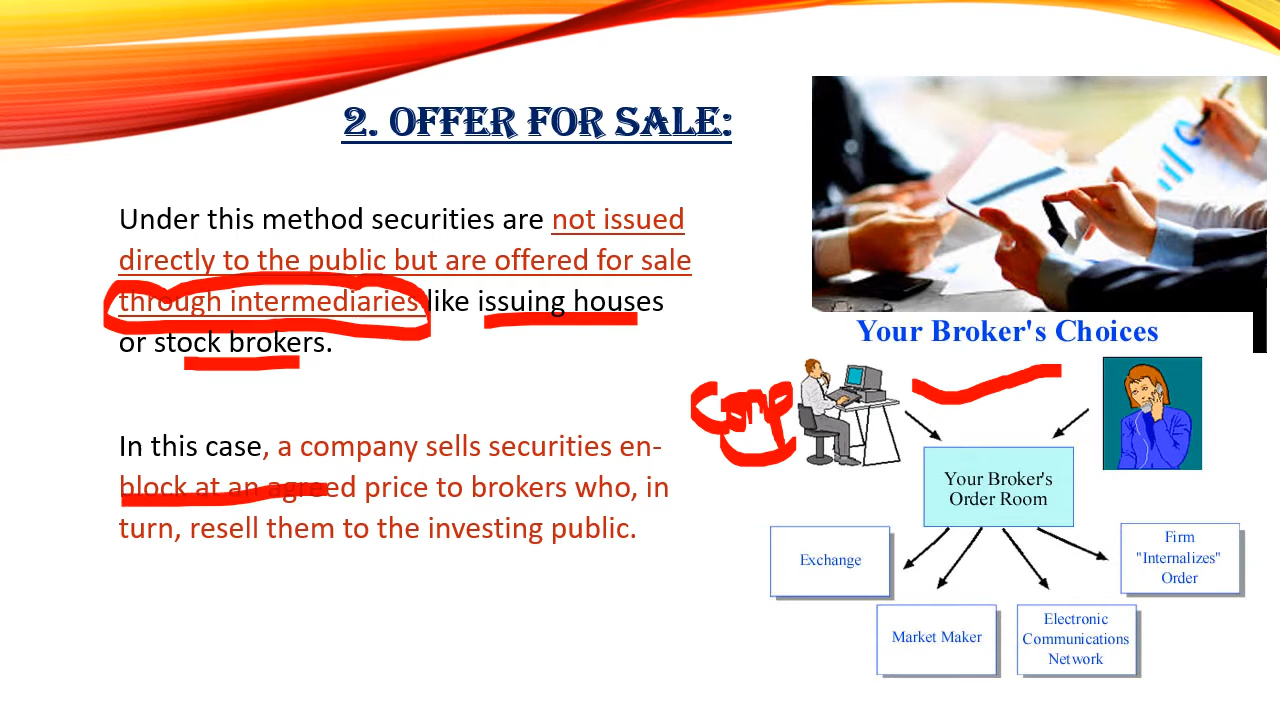 2. OFFER FOR SALE:
Under this method securities are not issued
directly to the public but are offered for sale
through intermediaries like issuing houses
or stock brokers.
In this case, a company sells securities en-
block at an agreed price to brokers who, in
turn, resell them to the investing public.
Your Broker's Choices
Comp
Your Broker's
Order Room
Exchange
Firm
"Internalizes"
Order
Market Maker
Electronic
Communications
Network